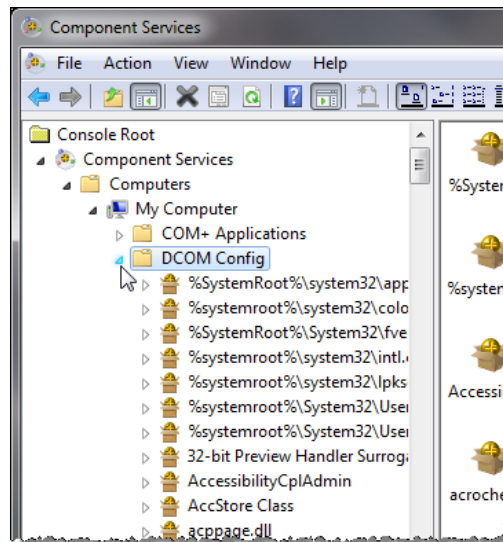 Component Services
File Action View Window Help
Console Root
Component Services
Computers
My Computer
COM+ Applications
DCOM Config
%SystemRoot%\system32\app
%systemroot%\system32\colo
%SystemRoot%\System32\fve
%systemroot%\system32\intl.
%systemroot%\system32\lpks
%systemroot%\System32\User
%systemroot%\System32\User
32-bit Preview Handler Surroga
AccessibilityCplAdmin
AccStore Class
acppage.dll
%System
%system
Accessi
acroche